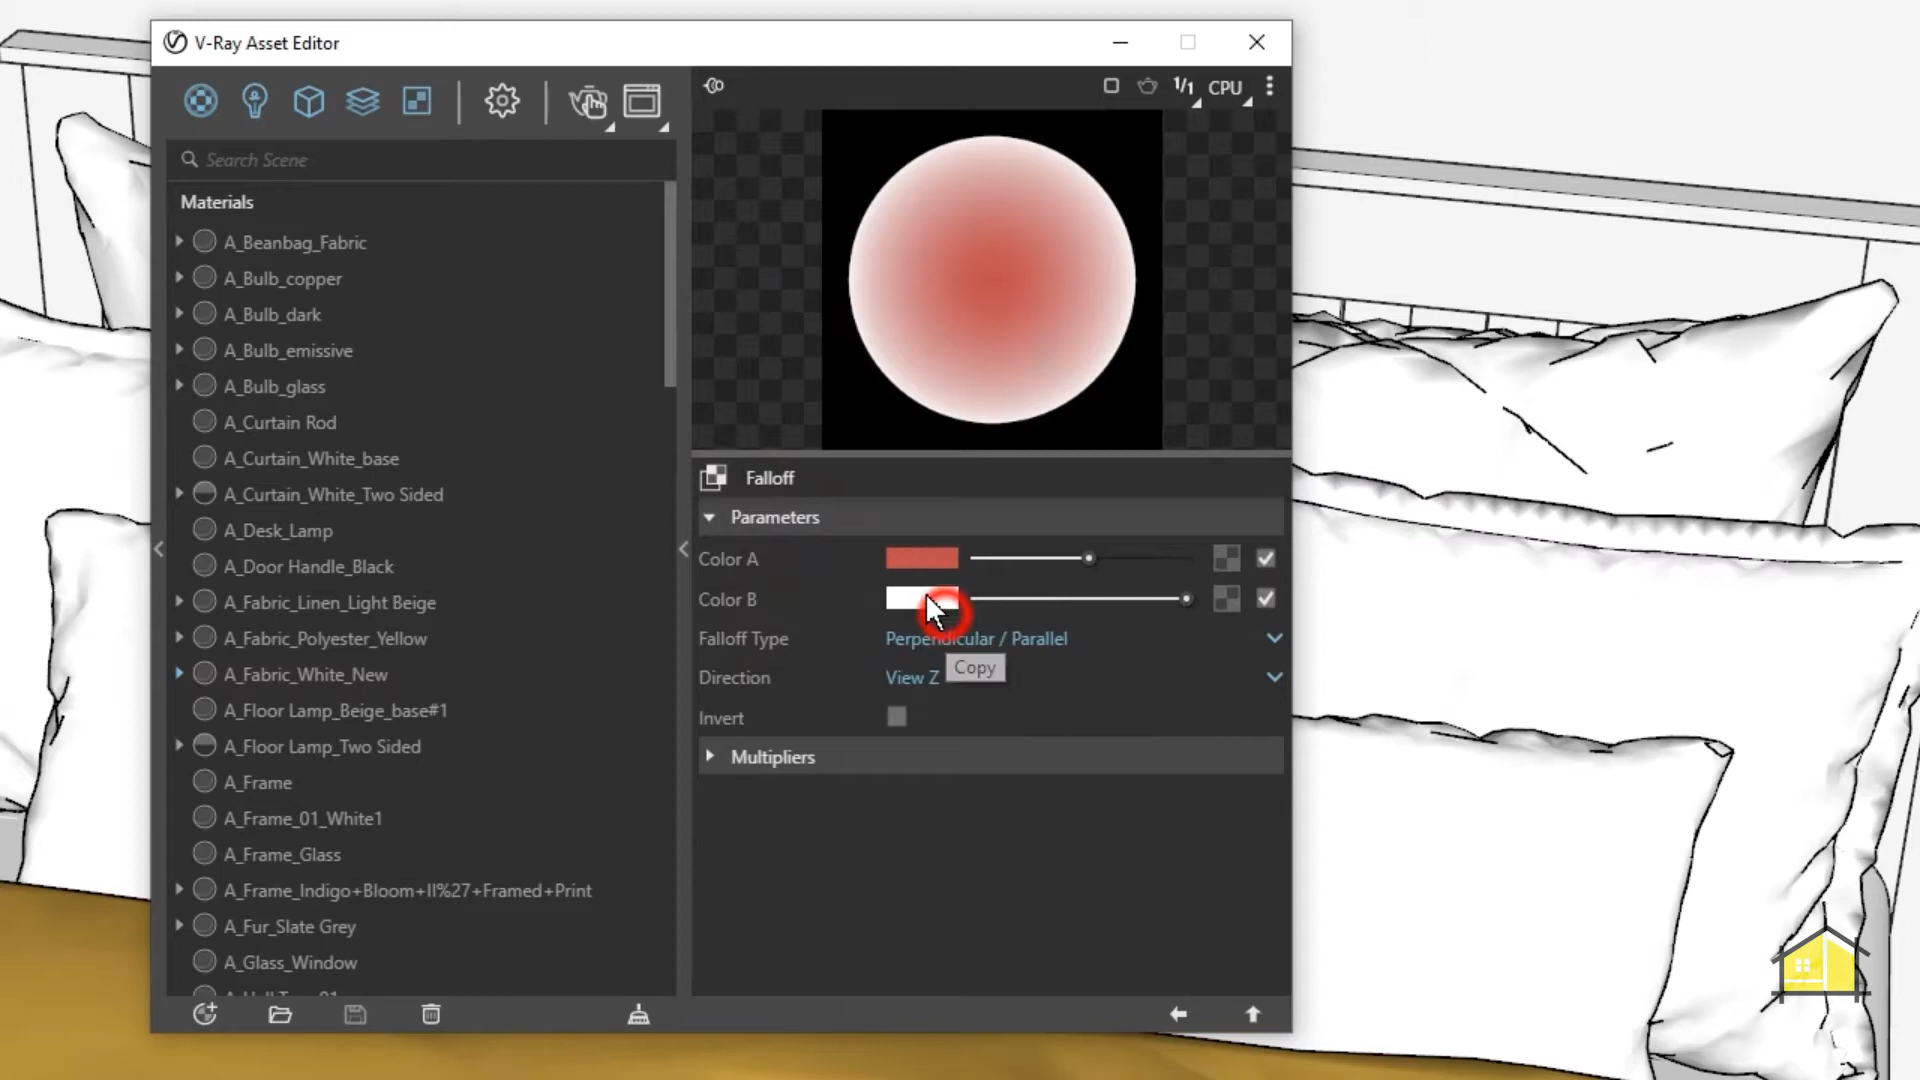 V-Ray Asset Editor
1/1
CPU
Search Scene
Materials
A_Beanbag_Fabric
A_Bulb_copper
A_Bulb_dark
A_Bulb_emissive
A_Bulb_glass
A_Curtain Rod
A_Curtain_White_base
A_Curtain_White_Two Sided
A_Desk_Lamp
A_Door Handle_Black
A_Fabric_Linen_Light Beige
A_Fabric_Polyester_Yellow
A_Fabric_White_New
A_Floor Lamp_Beige_base#1
A_Floor Lamp_Two Sided
A_Frame
A_Frame_01_White1
A_Frame_Glass
A_Frame_Indigo+Bloom+II%27+Framed+Print
A_Fur_Slate Grey
A_Glass_Window
Falloff
Parameters
Color A
Color B
Falloff Type
Perpendicular / Parallel
Direction
View Z
Copy
Invert
Multipliers